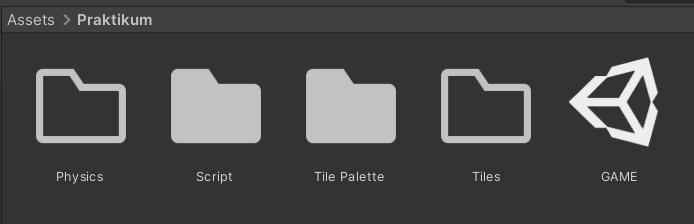 Assets > Praktikum
Physics Script Tile Palette Tiles GAME